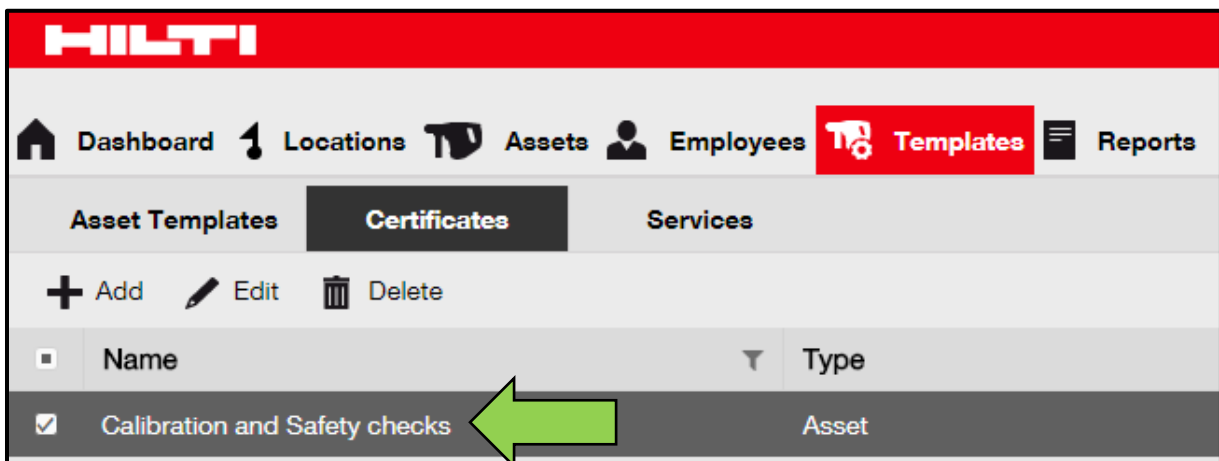 HILTI
Dashboard Locations Assets Employees Templates Reports
Asset Templates Certificates Services
Add Edit Delete
Name Type
Calibration and Safety checks Asset